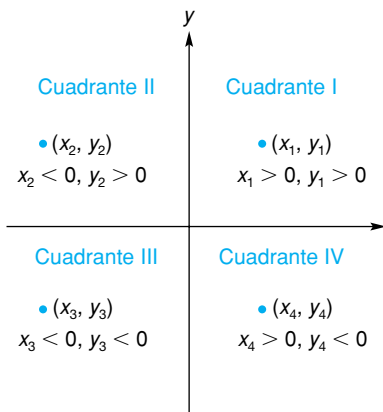 y
Cuadrante II
Cuadrante I
(x₂, y₂)
(x₁, y₁)
x₂ < 0, y₂ > 0
x₁ > 0, y₁ > 0
Cuadrante III
Cuadrante IV
(x₃, y₃)
(x₄, y₄)
x₃ < 0, y₃ < 0
x₄ > 0, y₄ < 0